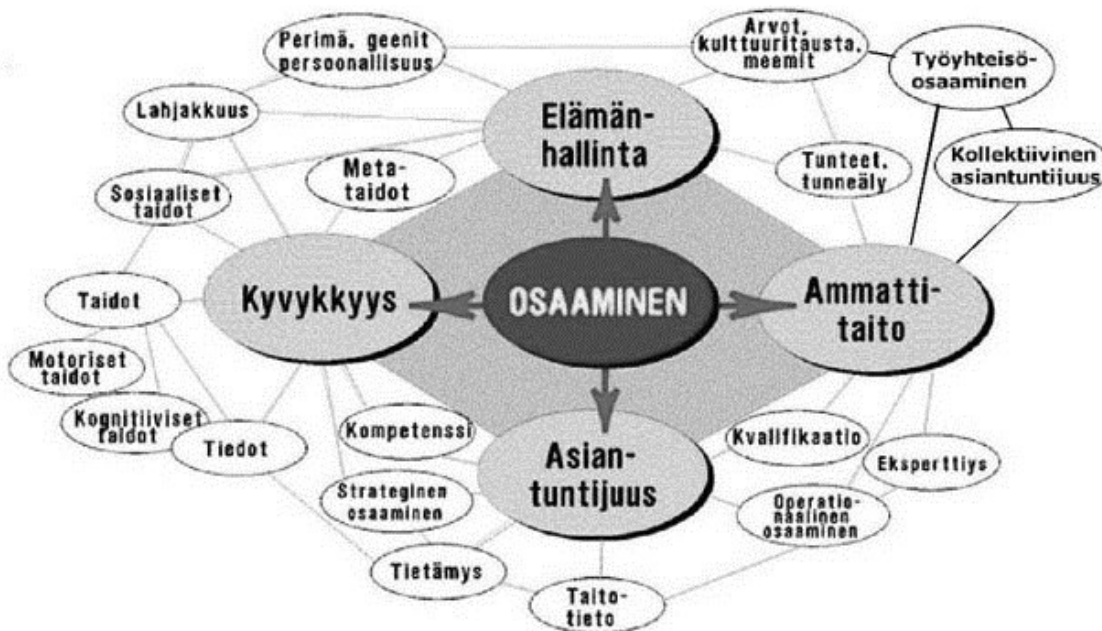 Perimä, geenit
persoonallisuus
Arvot,
kulttuuritausta,
meemit
Työyhteisö-
osaaminen
Lahjakkuus
Elämän-
hallinta
Meta-
taidot
Tunteet,
tunneäly
Kollektiivinen
asiantuntijuus
Sosiaaliset
taidot
Taidot
Kyvykkyys
OSAAMINEN
Ammatti-
taito
Motoriset
taidot
Kognitiiviset
taidot
Tiedot
Kompetenssi
Asian-
tuntijuus
Kvalifikaatio
Eksperttiys
Strateginen
osaaminen
Operatio-
naalinen
osaaminen
Tietämys
Taito-
tieto